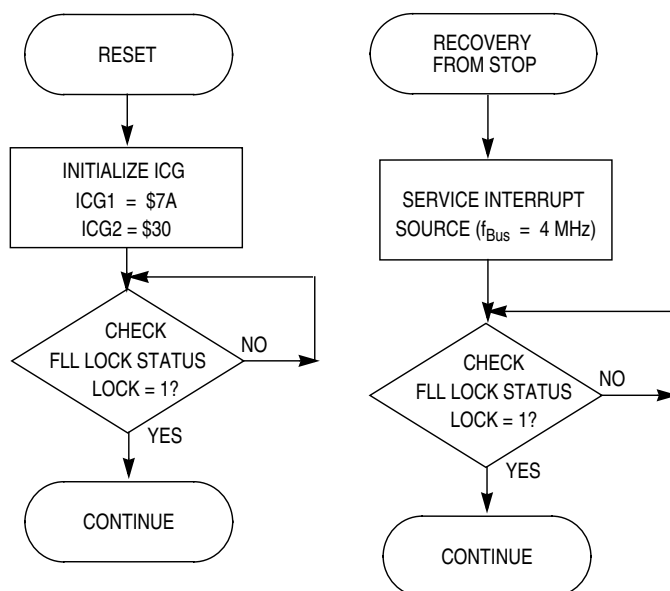 RESET
INITIALIZE ICG
ICG1 = $7A
ICG2 = $30
CHECK
FLL LOCK STATUS
LOCK = 1?
NO
YES
CONTINUE
RECOVERY
FROM STOP
SERVICE INTERRUPT
SOURCE (fBus = 4 MHz)
CHECK
FLL LOCK STATUS
LOCK = 1?
NO
YES
CONTINUE